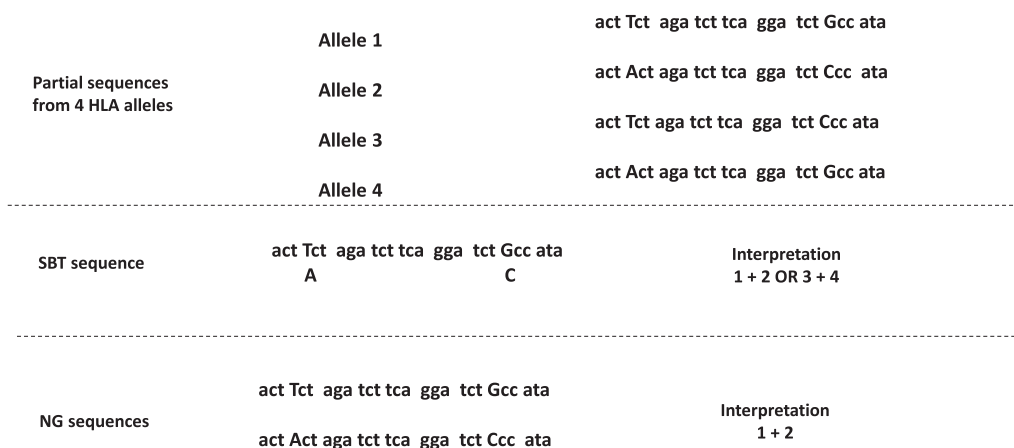 act Tct aga tct tca gga tct Gcc ata
Allele 1
act Act aga tct tca gga tct Ccc ata
Partial sequences
from 4 HLA alleles
Allele 2
act Tct aga tct tca gga tct Ccc ata
Allele 3
act Act aga tct tca gga tct Gcc ata
Allele 4
SBT sequence
act Tct aga tct tca gga tct Gcc ata
A C
Interpretation
1 + 2 OR 3 + 4
NG sequences
act Tct aga tct tca gga tct Gcc ata
act Act aga tct tca gga tct Ccc ata
Interpretation
1 + 2